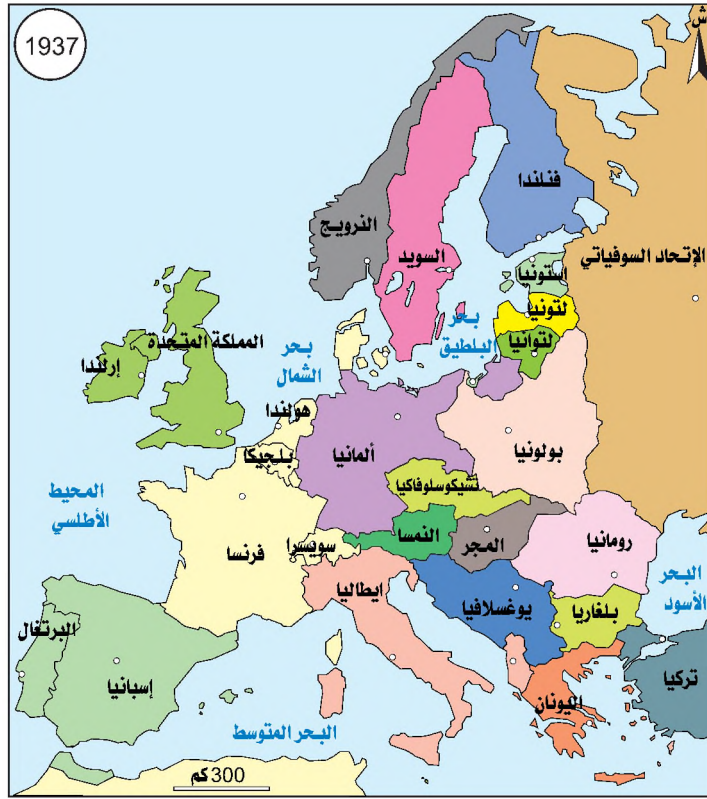 1937
ش
فنلندا
النرويج
السويد
الإتحاد السوفياتي
استونيا
لتونيا
بحر
البلطيق
لتوانيا
المملكة المتحدة
إرلندا
بحر
الشمال
هولندا
بلجيكا
ألمانيا
بولونيا
تشيكوسلوفاكيا
المحيط
الأطلسي
فرنسا
سويسرا
النمسا
المجر
رومانيا
البحر
الأسود
ايطاليا
يوغسلافيا
بلغاريا
البرتغال
إسبانيا
تركيا
اليونان
البحر المتوسط
300 كم